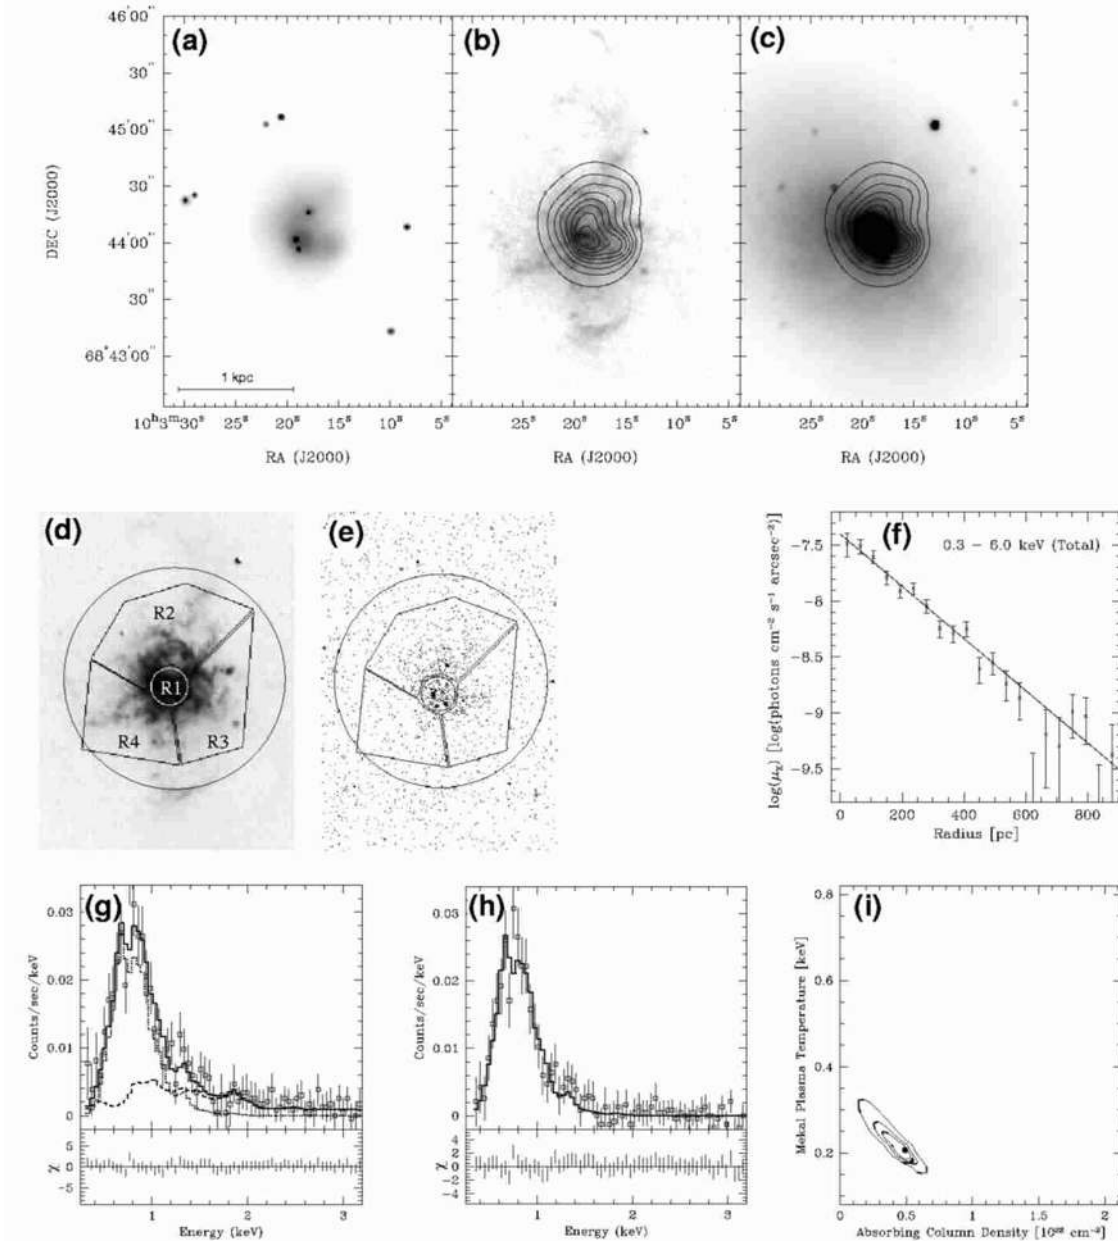 (a)
(b)
(c)
46'00"
30"
45'00"
30"
44'00"
30"
68°43'00"
DEC (J2000)
1 kpc
10h3m30s 25s 20s 15s 10s 5s
25s 20s 15s 10s 5s
25s 20s 15s 10s 5s
RA (J2000)
RA (J2000)
RA (J2000)
(d)
R2
R1
R4
R3
(e)
(f)
0.3 – 6.0 keV (Total)
log(μx) [log(photons cm⁻² s⁻¹ arcsec⁻²)]
-7.5
-8
-8.5
-9
-9.5
0 200 400 600 800
Radius [pc]
(g)
Counts/sec/keV
0.03
0.02
0.01
0
χ
5
0
-5
1 2 3
Energy (keV)
(h)
Counts/sec/keV
0.03
0.02
0.01
0
χ
4
2
0
-2
-4
1 2 3
Energy (keV)
(i)
Mekal Plasma Temperature [keV]
0.8
0.6
0.4
0.2
0 0.5 1 1.5 2
Absorbing Column Density [10²² cm⁻²]